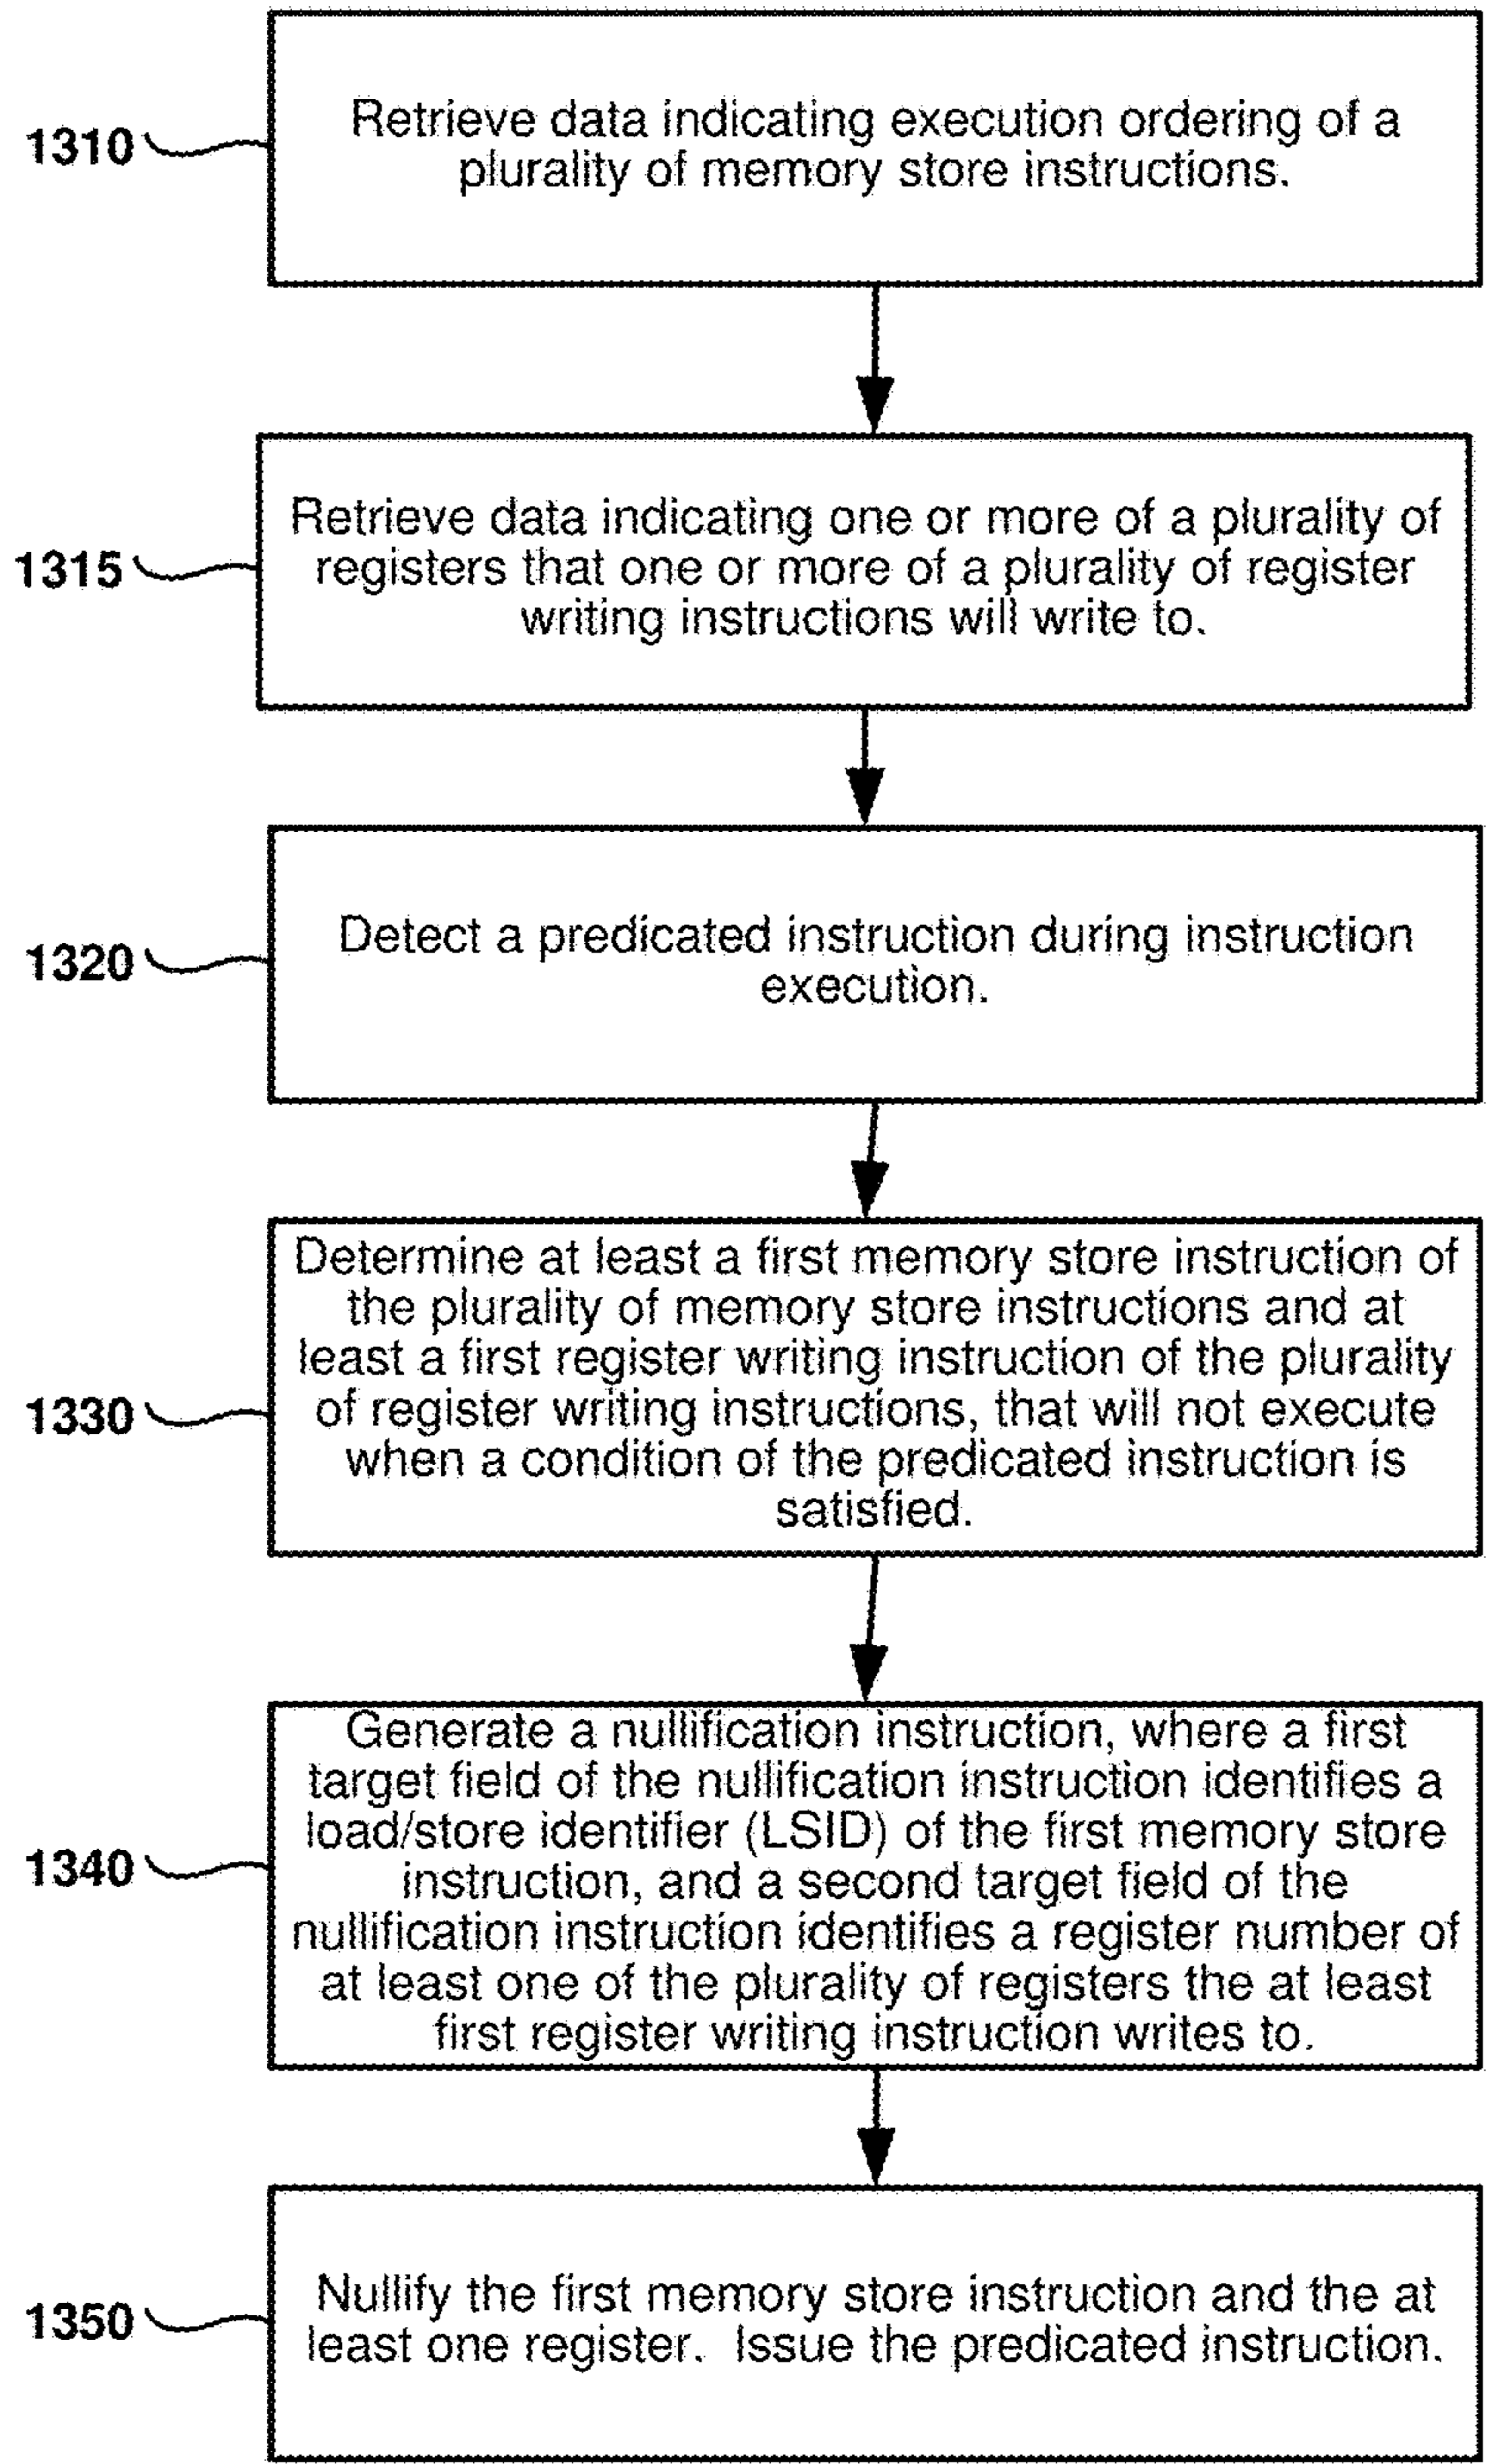 1310
Retrieve data indicating execution ordering of a
plurality of memory store instructions.
1315
Retrieve data indicating one or more of a plurality of
registers that one or more of a plurality of register
writing instructions will write to.
1320
Detect a predicated instruction during instruction
execution.
1330
Determine at least a first memory store instruction of
the plurality of memory store instructions and at
least a first register writing instruction of the plurality
of register writing instructions, that will not execute
when a condition of the predicated instruction is
satisfied.
1340
Generate a nullification instruction, where a first
target field of the nullification instruction identifies a
load/store identifier (LSID) of the first memory store
instruction, and a second target field of the
nullification instruction identifies a register number of
at least one of the plurality of registers the at least
first register writing instruction writes to.
1350
Nullify the first memory store instruction and the at
least one register.  Issue the predicated instruction.